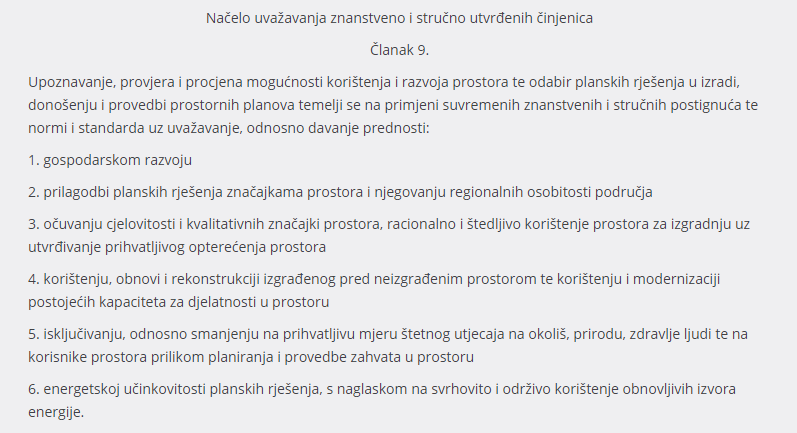 Načelo uvažavanja znanstveno i stručno utvrđenih činjenica
Članak 9.
Upoznavanje, provjera i procjena mogućnosti korištenja i razvoja prostora te odabir planskih rješenja u izradi,
donošenju i provedbi prostornih planova temelji se na primjeni suvremenih znanstvenih i stručnih postignuća te
normi i standarda uz uvažavanje, odnosno davanje prednosti:
1. gospodarskom razvoju
2. prilagodbi planskih rješenja značajkama prostora i njegovanju regionalnih osobitosti područja
3. očuvanju cjelovitosti i kvalitativnih značajki prostora, racionalno i štedljivo korištenje prostora za izgradnju uz
utvrđivanje prihvatljivog opterećenja prostora
4. korištenju, obnovi i rekonstrukciji izgrađenog pred neizgrađenim prostorom te korištenju i modernizaciji
postojećih kapaciteta za djelatnosti u prostoru
5. isključivanju, odnosno smanjenju na prihvatljivu mjeru štetnog utjecaja na okoliš, prirodu, zdravlje ljudi te na
korisnike prostora prilikom planiranja i provedbe zahvata u prostoru
6. energetskoj učinkovitosti planskih rješenja, s naglaskom na svrhovito i održivo korištenje obnovljivih izvora
energije.